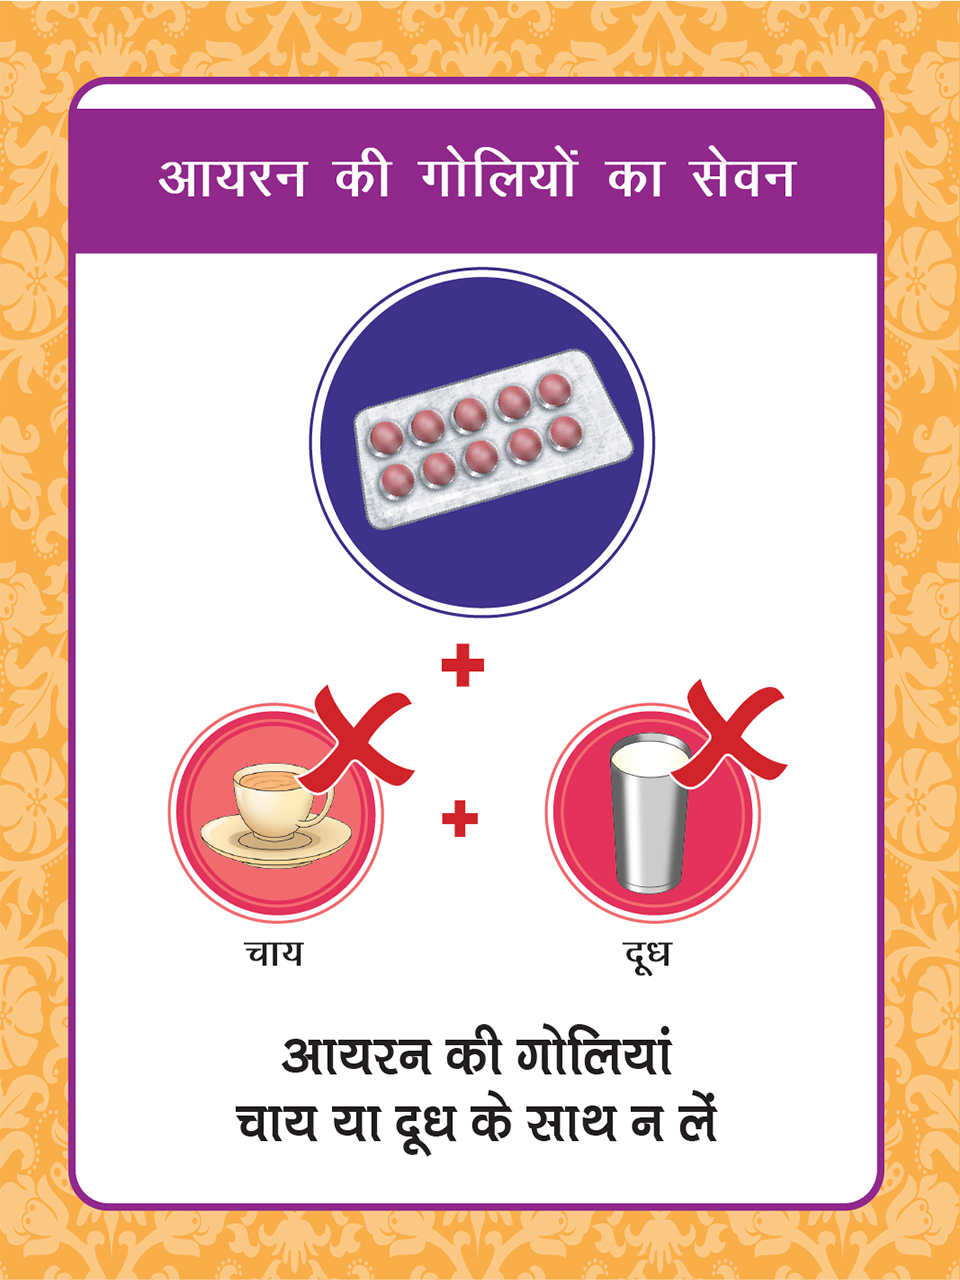 आयरन की गोलियों का सेवन
चाय
दूध
आयरन की गोलियां
चाय या दूध के साथ न लें